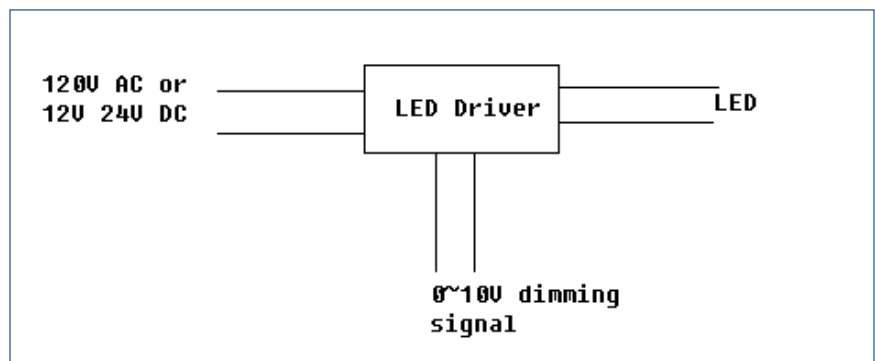 120V AC or
12V 24V DC
LED Driver
LED
0~10V dimming
signal